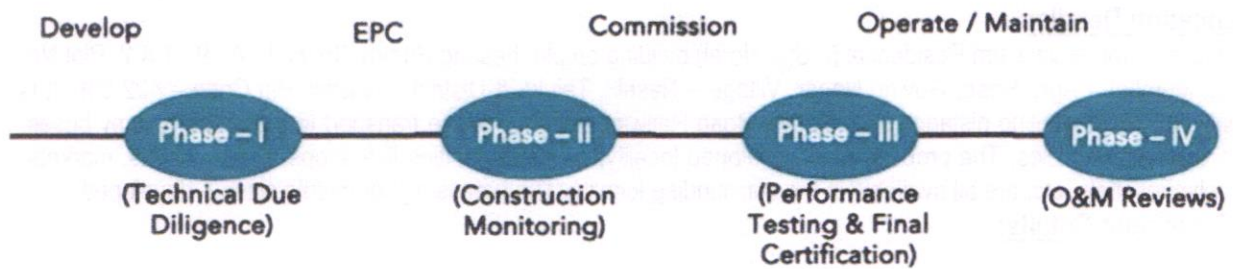 Develop EPC Commission Operate / Maintain
Phase – I Phase – II Phase – III Phase – IV
(Technical Due (Construction (Performance (O&M Reviews)
Diligence) Monitoring) Testing & Final
Certification)